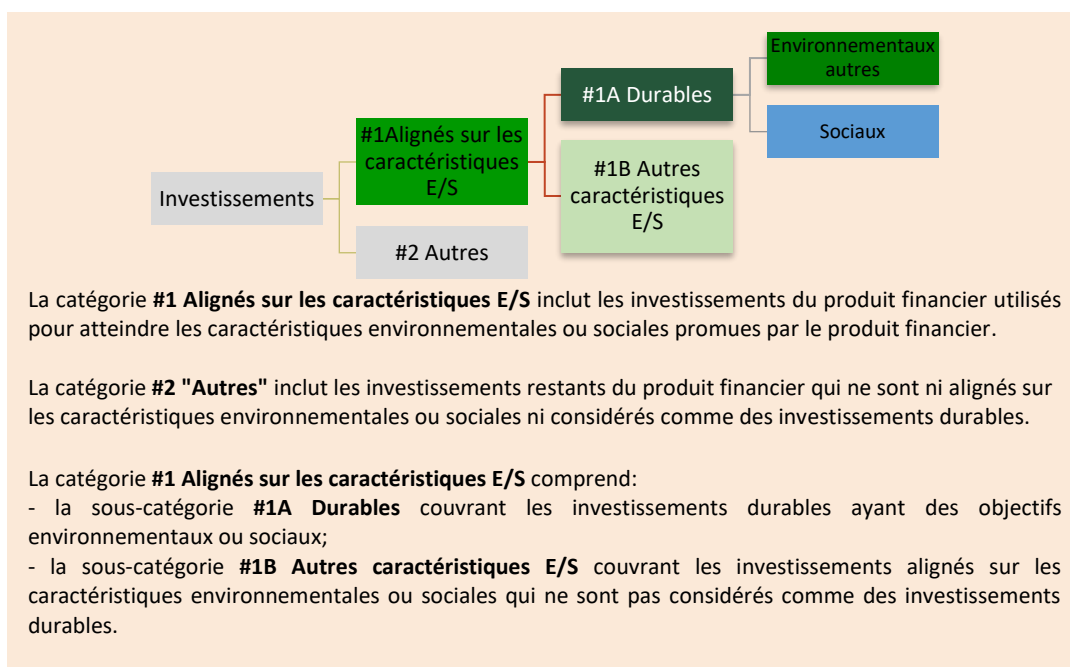 Environnementaux
autres
#1A Durables
Sociaux
#1Alignés sur les
caractéristiques
E/S
#1B Autres
caractéristiques
E/S
Investissements
#2 Autres
La catégorie #1 Alignés sur les caractéristiques E/S inclut les investissements du produit financier utilisés
pour atteindre les caractéristiques environnementales ou sociales promues par le produit financier.
La catégorie #2 "Autres" inclut les investissements restants du produit financier qui ne sont ni alignés sur
les caractéristiques environnementales ou sociales ni considérés comme des investissements durables.
La catégorie #1 Alignés sur les caractéristiques E/S comprend:
- la sous-catégorie #1A Durables couvrant les investissements durables ayant des objectifs
environnementaux ou sociaux;
- la sous-catégorie #1B Autres caractéristiques E/S couvrant les investissements alignés sur les
caractéristiques environnementales ou sociales qui ne sont pas considérés comme des investissements
durables.